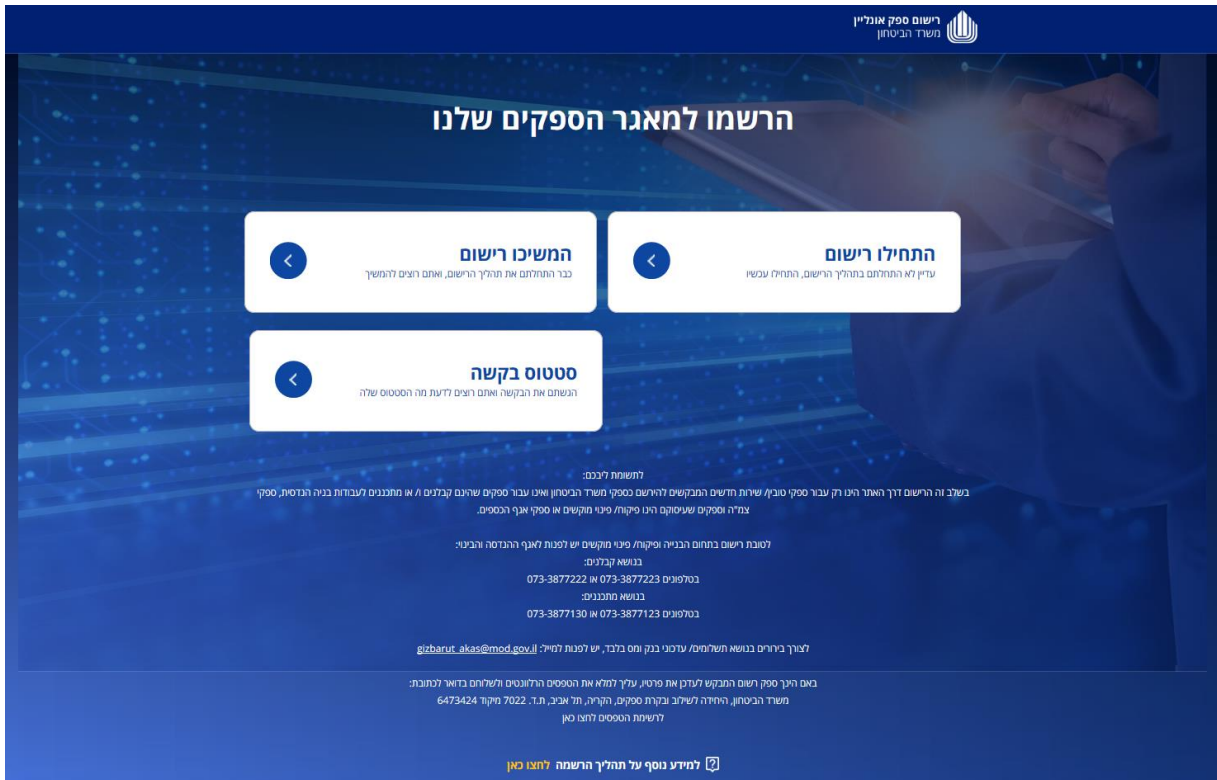 רישום ספק אונליין
משרד הביטחון
הרשמו למאגר הספקים שלנו
התחילו רישום
עדיין לא התחלתם בתהליך הרישום, התחילו עכשיו
המשיכו רישום
כבר התחלתם את תהליך הרישום, ואתם רוצים להמשיך
סטטוס בקשה
הגשתם את הבקשה ואתם רוצים לדעת מה הסטטוס שלה
לתשומת ליבכם:
בשלב זה הרישום דרך האתר הינו רק עבור ספקי טובין/ שירות חדשים המבקשים להירשם כספקי משרד הביטחון ואינו עבור ספקים שהינם קבלנים ו/ או מתכננים לעבודות בניה הנדסית, ספקי
צמ"ה וספקים שעיסוקם הינו פיקוח/ פינוי מוקשים או ספקי אגף הכספים.
לטובת רישום בתחום הבנייה ופיקוח/ פינוי מוקשים יש לפנות לאגף ההנדסה והבינוי:
בנושא קבלנים:
בטלפונים 073-3877223 או 073-3877222
בנושא מתכננים:
בטלפונים 073-3877123 או 073-3877130
לצורך בירורים בנושא תשלומים/ עדכוני בנק ומס בלבד, יש לפנות למייל: gizbarut_akas@mod.gov.il
באם הינך ספק רשום המבקש לעדכן את פרטיו, עליך למלא את הטפסים הרלוונטים ולשלוחם בדואר לכתובת:
משרד הביטחון, היחידה לשילוב ובקרת ספקים, הקריה, תל אביב, ת.ד. 7022 מיקוד 6473424
לרשימת הטפסים לחצו כאן
למידע נוסף על תהליך הרשמה לחצו כאן